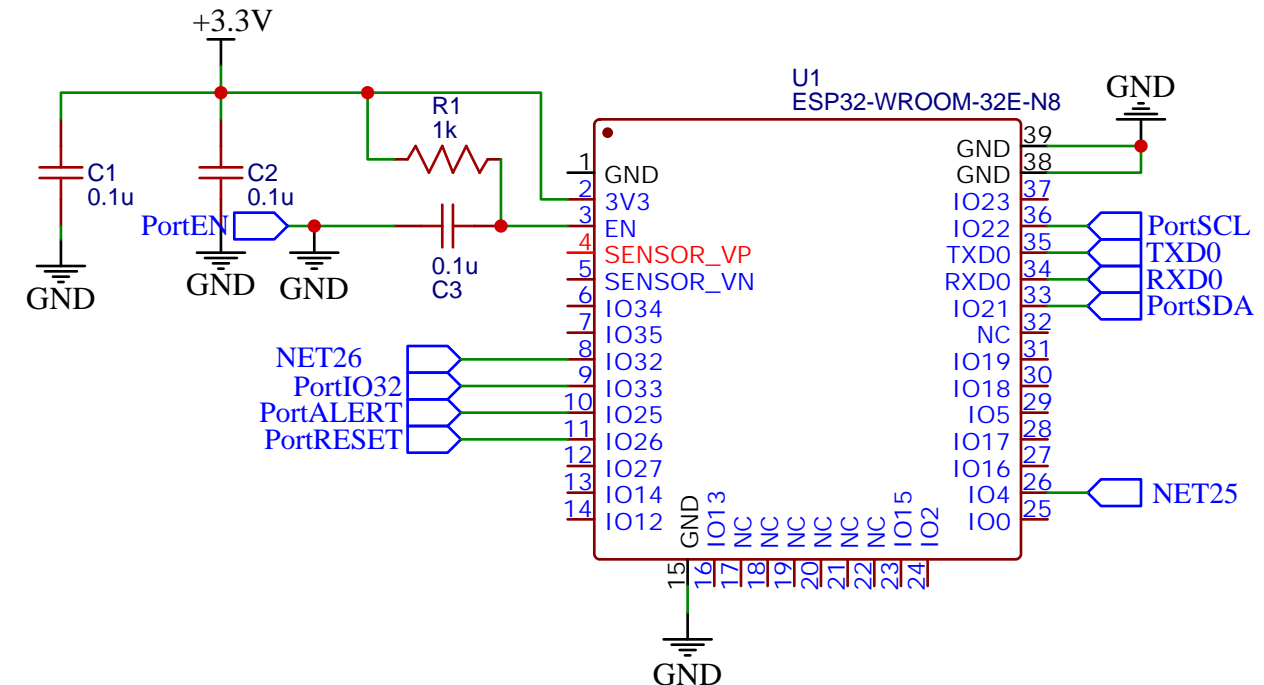 +3.3V
C1
0.1u
GND
C2
0.1u
GND
PortEN
GND
R1
1k
0.1u
C3
U1
ESP32-WROOM-32E-N8
1 GND
2 3V3
3 EN
4 SENSOR_VP
5 SENSOR_VN
6 IO34
7 IO35
NET26 8 IO32
PortIO32 9 IO33
PortALERT 10 IO25
PortRESET 11 IO26
12 IO27
13 IO14
14 IO12
15 GND
16 IO13
17 NC
18 NC
19 NC
20 NC
21 NC
22 NC
23 IO15
24 IO2
GND
GND
GND 39
GND 38
IO23 37
IO22 36 PortSCL
TXD0 35 TXD0
RXD0 34 RXD0
IO21 33 PortSDA
NC 32
IO19 31
IO18 30
IO5 29
IO17 28
IO16 27
IO4 26 NET25
IO0 25